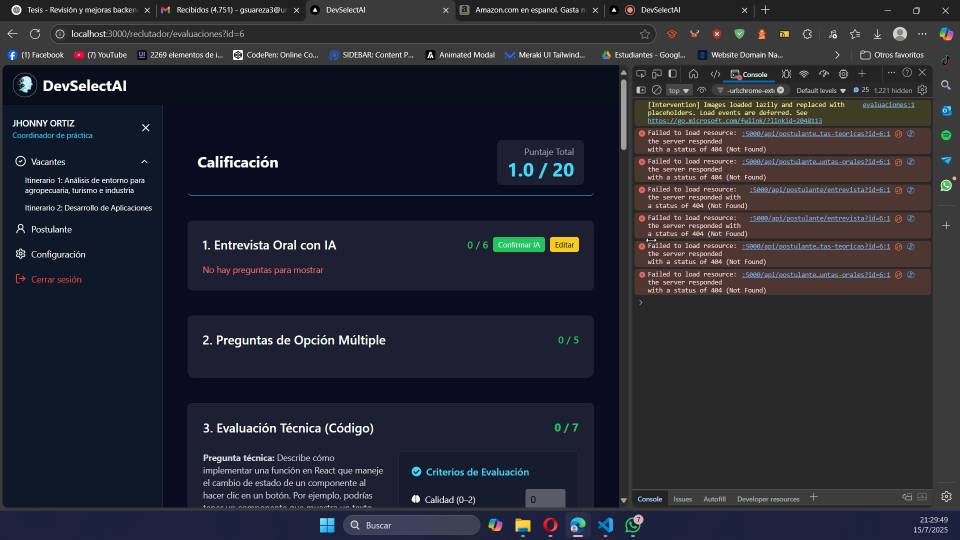 Tesis - Revisión y mejoras backen
Recibidos (4.751) - gsuareza3@ur
DevSelectAI
Amazon.com en espanol. Gasta m
DevSelectAI
localhost:3000/reclutador/evaluaciones?id=6
(1) Facebook
(7) YouTube
2269 elementos de i...
CodePen: Online Co...
SIDEBAR: Content P...
Animated Modal
Meraki UI Tailwind...
Estudiantes - Googl...
Website Domain Na...
Otros favoritos
DevSelectAI
JHONNY ORTIZ
Coordinador de práctica
Vacantes
Itinerario 1: Análisis de entorno para
agropecuaria, turismo e industria
Itinerario 2: Desarrollo de Aplicaciones
Postulante
Configuración
Cerrar sesión
Calificación
Puntaje Total
1.0 / 20
1. Entrevista Oral con IA
0 / 6
Confirmar IA
Editar
No hay preguntas para mostrar
2. Preguntas de Opción Múltiple
0 / 5
3. Evaluación Técnica (Código)
0 / 7
Pregunta técnica: Describe cómo
implementar una función en React que maneje
el cambio de estado de un componente al
hacer clic en un botón. Por ejemplo, podrías
Criterios de Evaluación
Calidad (0–2)
0
Console
top
Default levels
25
1,221 hidden
[Intervention] Images loaded lazily and replaced with evaluaciones:1
placeholders. Load events are deferred. See
https://go.microsoft.com/fwlink/?linkid=2048113
Failed to load resource: :5000/api/postulante…tas-teoricas?id=6:1
the server responded
with a status of 404 (Not Found)
Failed to load resource: :5000/api/postulante…untas-orales?id=6:1
the server responded
with a status of 404 (Not Found)
Failed to load resource: :5000/api/postulante/entrevista?id=6:1
the server responded with
a status of 404 (Not Found)
Failed to load resource: :5000/api/postulante/entrevista?id=6:1
the server responded with
a status of 404 (Not Found)
Failed to load resource: :5000/api/postulante…tas-teoricas?id=6:1
the server responded
with a status of 404 (Not Found)
Failed to load resource: :5000/api/postulante…untas-orales?id=6:1
the server responded
with a status of 404 (Not Found)
Console
Issues
Autofill
Developer resources
Buscar
7
21:29:49
15/7/2025